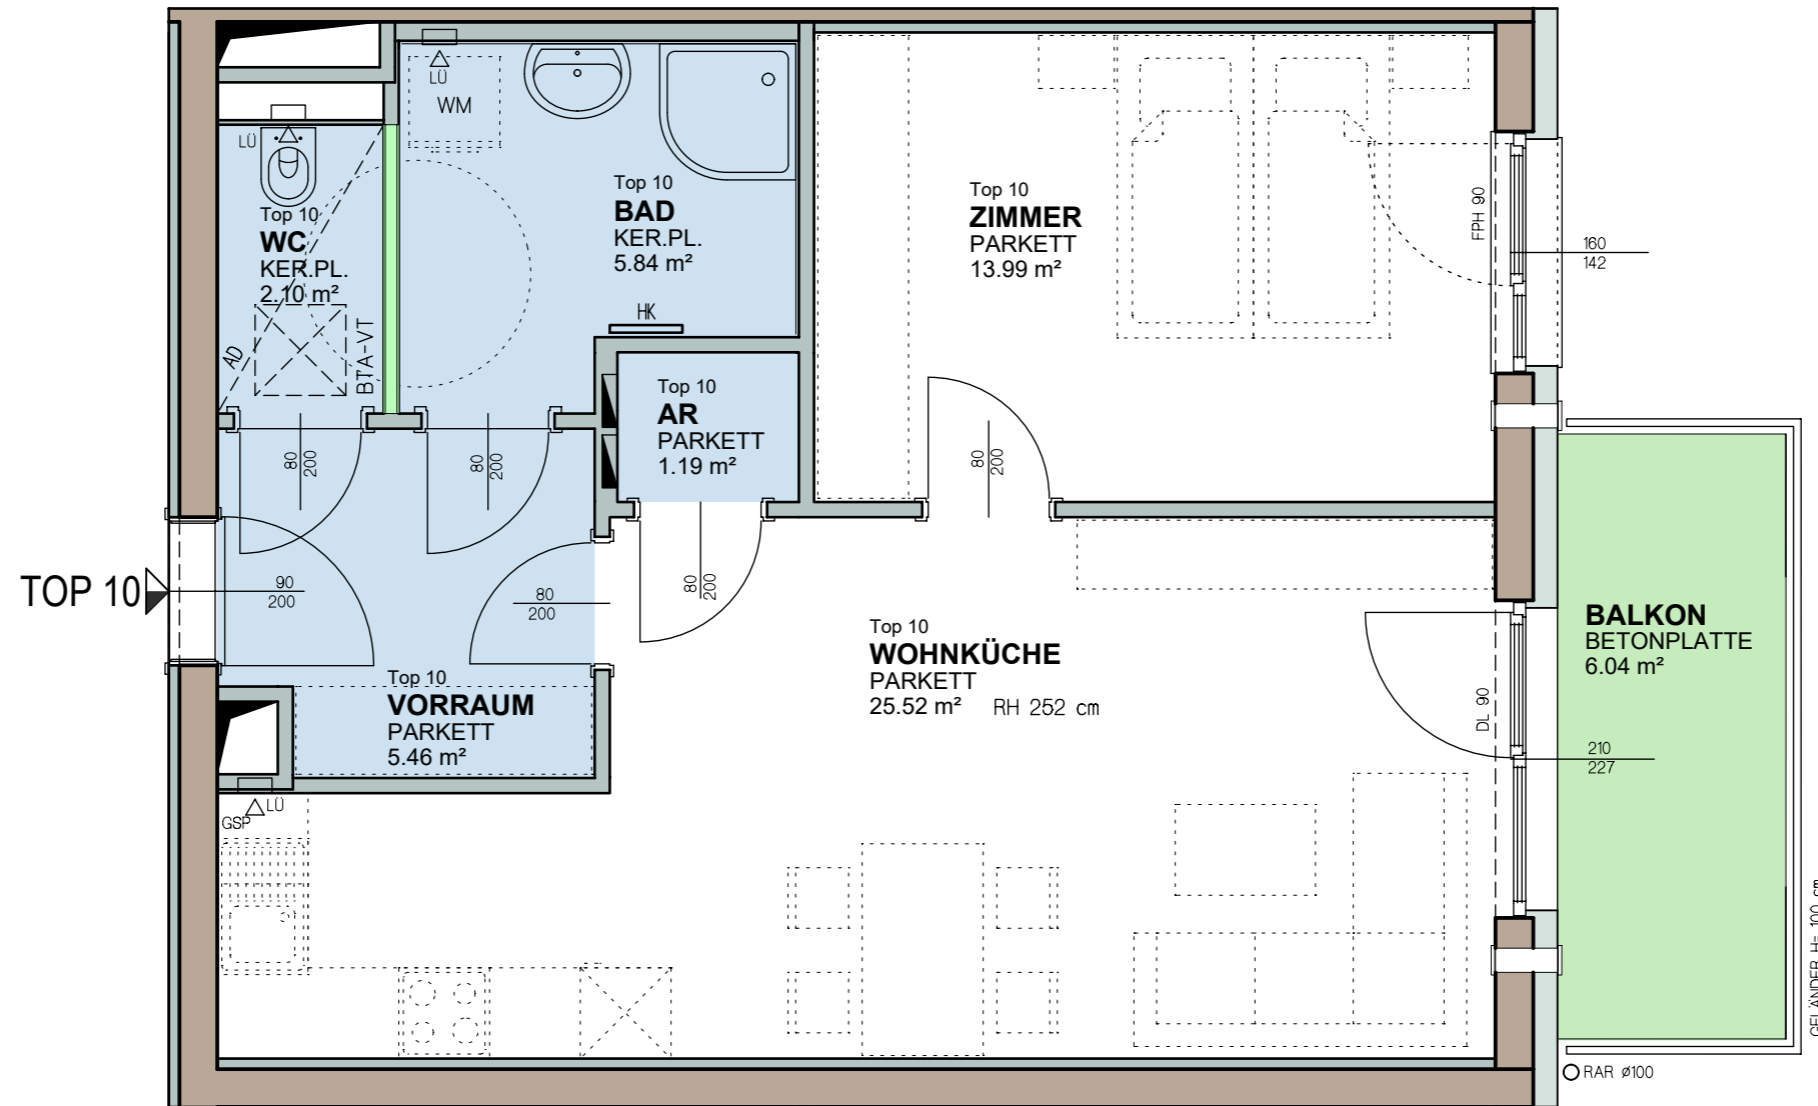 LÜ
LÜ
WM
Top 10
WC
KER.PL.
2.10 m²
AD
BTA-VT
Top 10
BAD
KER.PL.
5.84 m²
HK
Top 10
ZIMMER
PARKETT
13.99 m²
FPH 90
160
142
Top 10
AR
PARKETT
1.19 m²
80
200
80
200
80
200
TOP 10
90
200
80
200
80
200
Top 10
VORRAUM
PARKETT
5.46 m²
Top 10
WOHNKÜCHE
PARKETT
25.52 m² RH 252 cm
DL 90
210
227
BALKON
BETONPLATTE
6.04 m²
LÜ
GSP
GELÄNDER H= 100 cm
RAR ø100